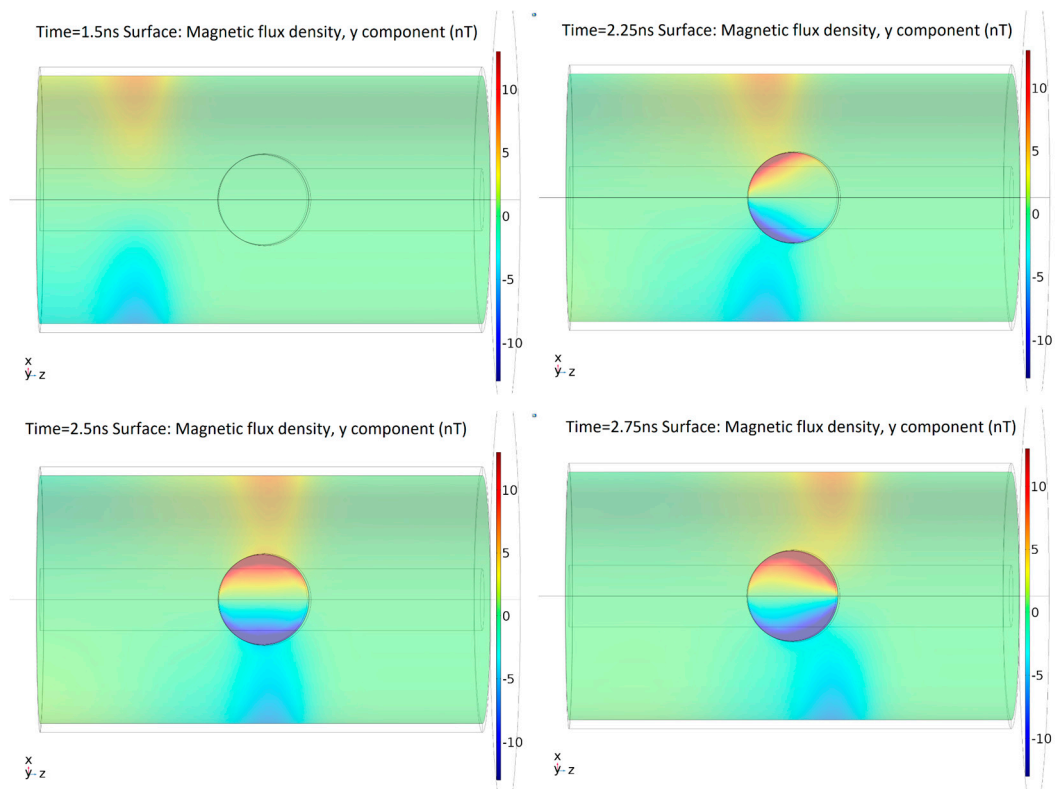 Time=1.5ns Surface: Magnetic flux density, y component (nT)
10
5
0
-5
-10
x
y z
Time=2.25ns Surface: Magnetic flux density, y component (nT)
10
5
0
-5
-10
x
y z
Time=2.5ns Surface: Magnetic flux density, y component (nT)
10
5
0
-5
-10
x
y z
Time=2.75ns Surface: Magnetic flux density, y component (nT)
10
5
0
-5
-10
x
y z